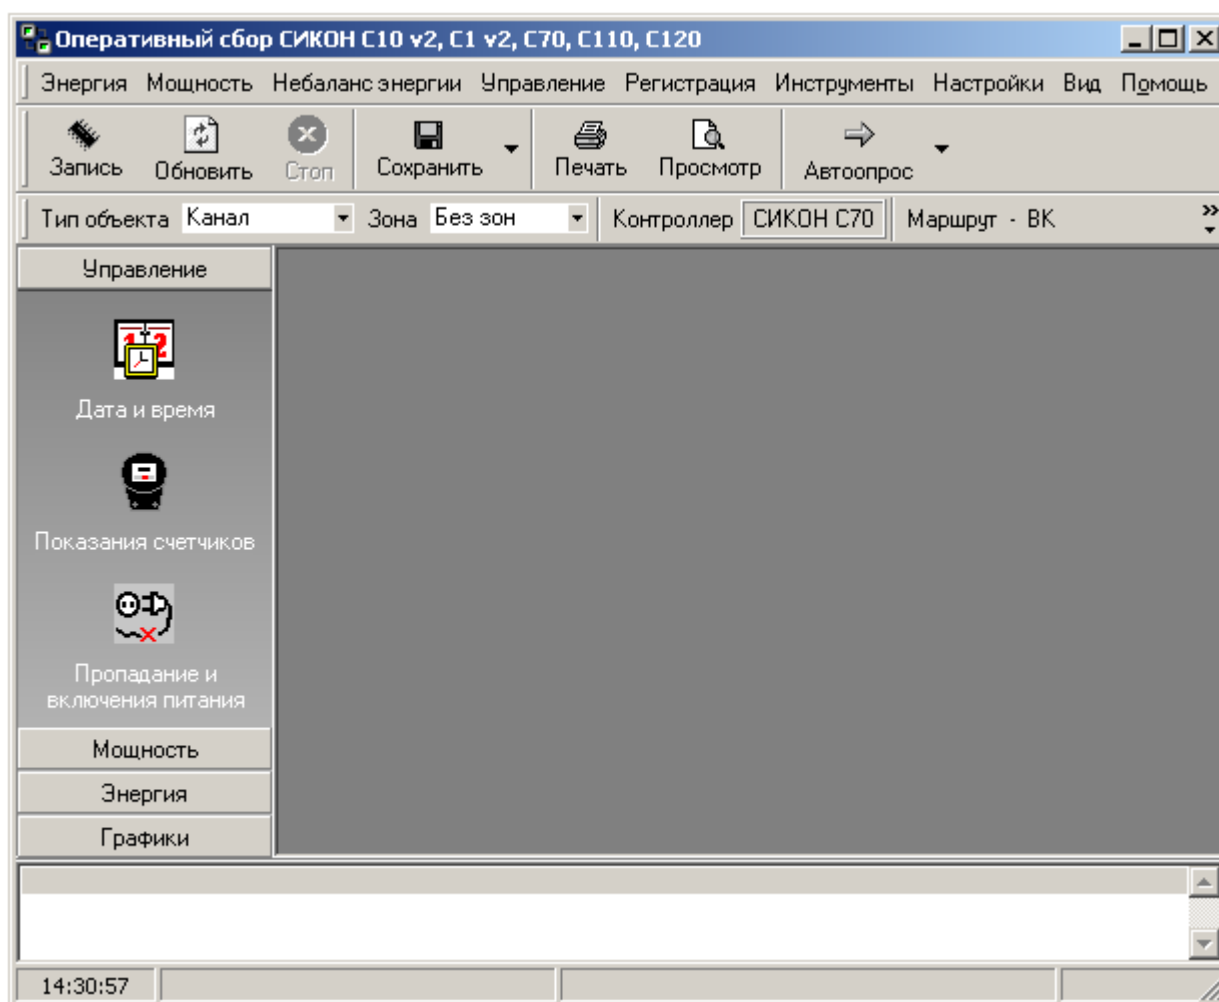 Оперативный сбор СИКОН С10 v2, С1 v2, С70, С110, С120
Энергия Мощность Небаланс энергии Управление Регистрация Инструменты Настройки Вид Помощь
Запись Обновить Стоп Сохранить Печать Просмотр Автоопрос
Тип объекта Канал Зона Без зон Контроллер СИКОН С70 Маршрут - ВК
Управление
12
Дата и время
Показания счетчиков
Пропадание и
включения питания
Мощность
Энергия
Графики
14:30:57